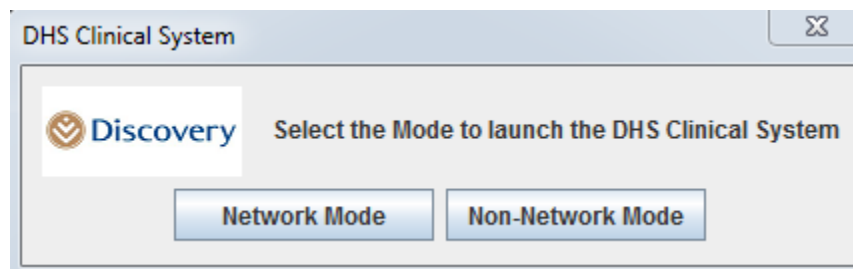 DHS Clinical System
Discovery
Select the Mode to launch the DHS Clinical System
Network Mode
Non-Network Mode